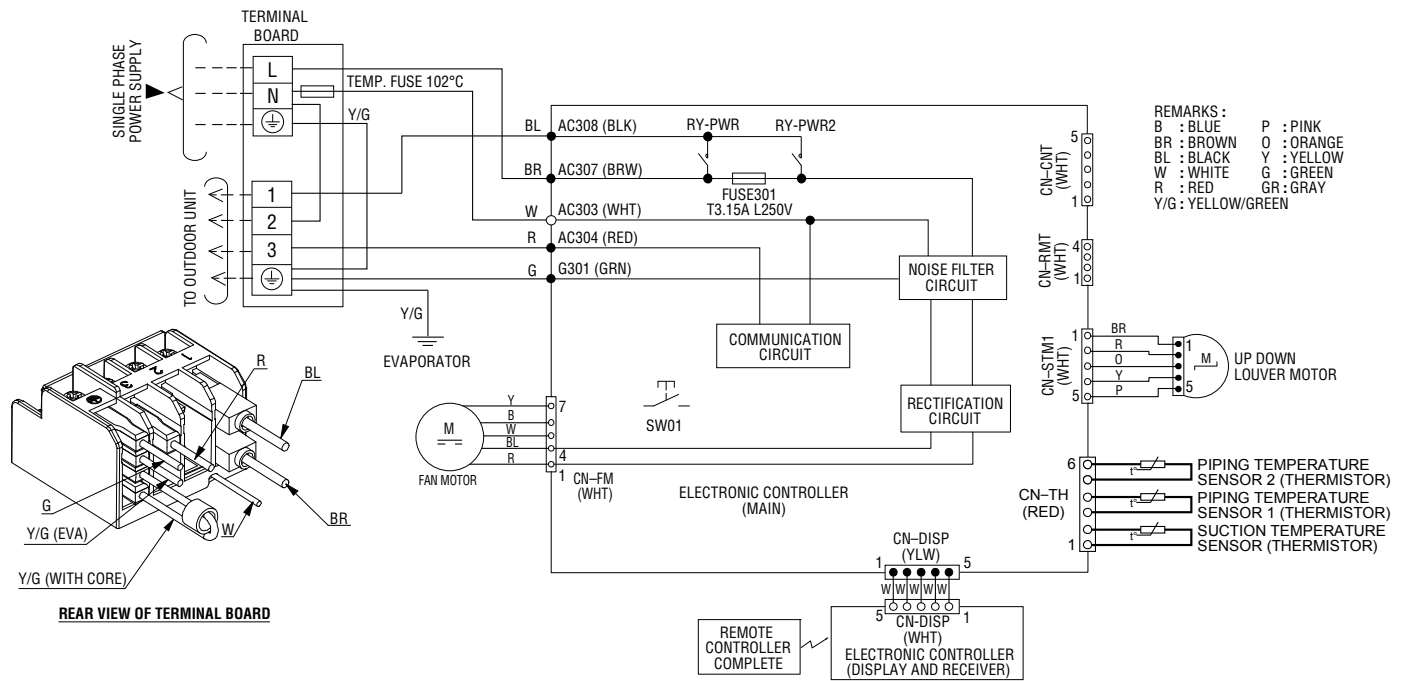 TERMINAL
BOARD
SINGLE PHASE
POWER SUPPLY
L
N
TEMP. FUSE 102°C
Y/G
TO OUTDOOR UNIT
1
2
3
Y/G
EVAPORATOR
BL
AC308 (BLK)
RY-PWR
RY-PWR2
BR
AC307 (BRW)
FUSE301
T3.15A L250V
W
AC303 (WHT)
R
AC304 (RED)
G
G301 (GRN)
NOISE FILTER
CIRCUIT
COMMUNICATION
CIRCUIT
RECTIFICATION
CIRCUIT
SW01
M
FAN MOTOR
Y
B
W
BL
R
7
4
1
CN–FM
(WHT)
ELECTRONIC CONTROLLER
(MAIN)
5
CN-CNT
(WHT)
1
4
CN-RMT
(WHT)
1
1
CN-STM1
(WHT)
5
BR
R
O
Y
P
1
5
M
UP DOWN
LOUVER MOTOR
6
CN–TH
(RED)
1
t°
PIPING TEMPERATURE
SENSOR 2 (THERMISTOR)
t°
PIPING TEMPERATURE
SENSOR 1 (THERMISTOR)
t°
SUCTION TEMPERATURE
SENSOR (THERMISTOR)
REMARKS :
B : BLUE P : PINK
BR : BROWN O : ORANGE
BL : BLACK Y : YELLOW
W : WHITE G : GREEN
R : RED GR : GRAY
Y/G : YELLOW/GREEN
CN–DISP
(YLW)
1 5
W W W W W
5 1
CN-DISP
(WHT)
ELECTRONIC CONTROLLER
(DISPLAY AND RECEIVER)
REMOTE
CONTROLLER
COMPLETE
1
2
3
R
BL
G
Y/G (EVA)
W
BR
Y/G (WITH CORE)
REAR VIEW OF TERMINAL BOARD